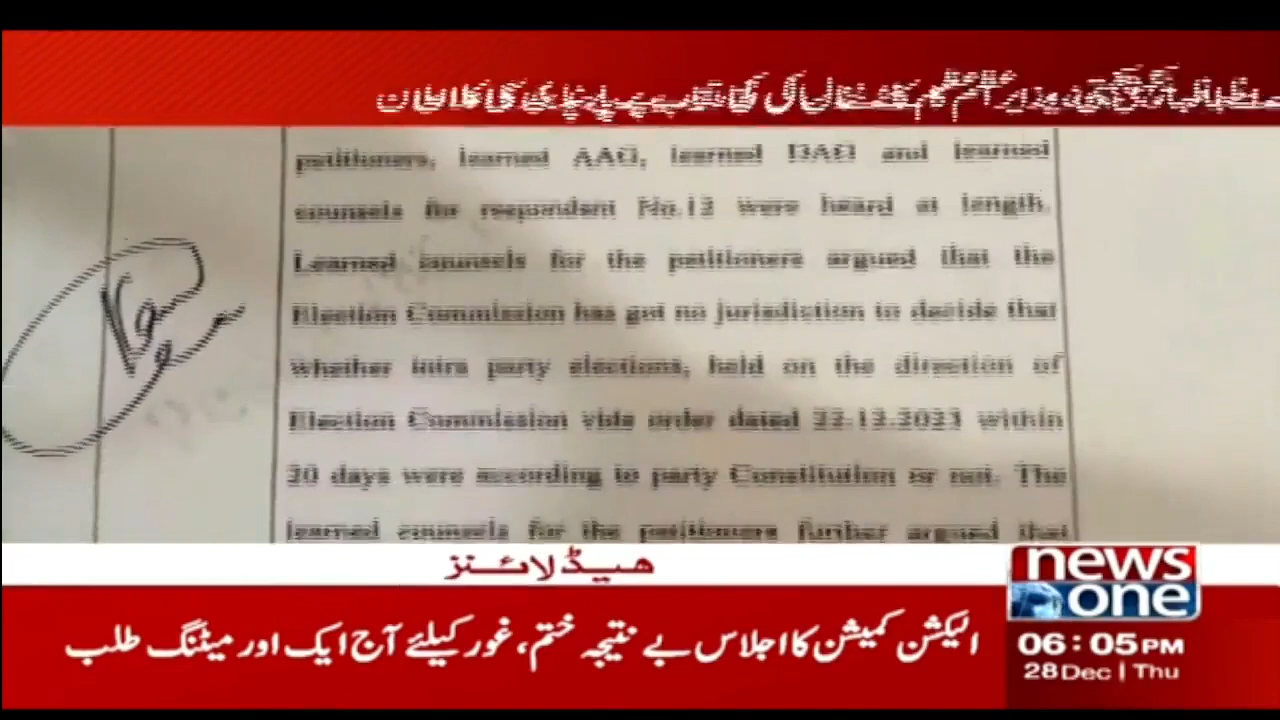 petitioners, learned AAG, learned DAG and learned
counsels for respondent No.13 were heard at length.
Learned counsels for the petitioners argued that the
Election Commission has got no jurisdiction to decide that
whether intra party elections, held on the direction of
Election Commission vide order dated 22-12-2023 within
20 days were according to party Constitution or not. The
learned counsels for the petitioners further argued that
ھیڈلائنز
news
one
الیکشن کمیشن کا اجلاس بے نتیجہ ختم، غور کیلئے آج ایک اور میٹنگ طلب
06:05PM
28Dec | Thu